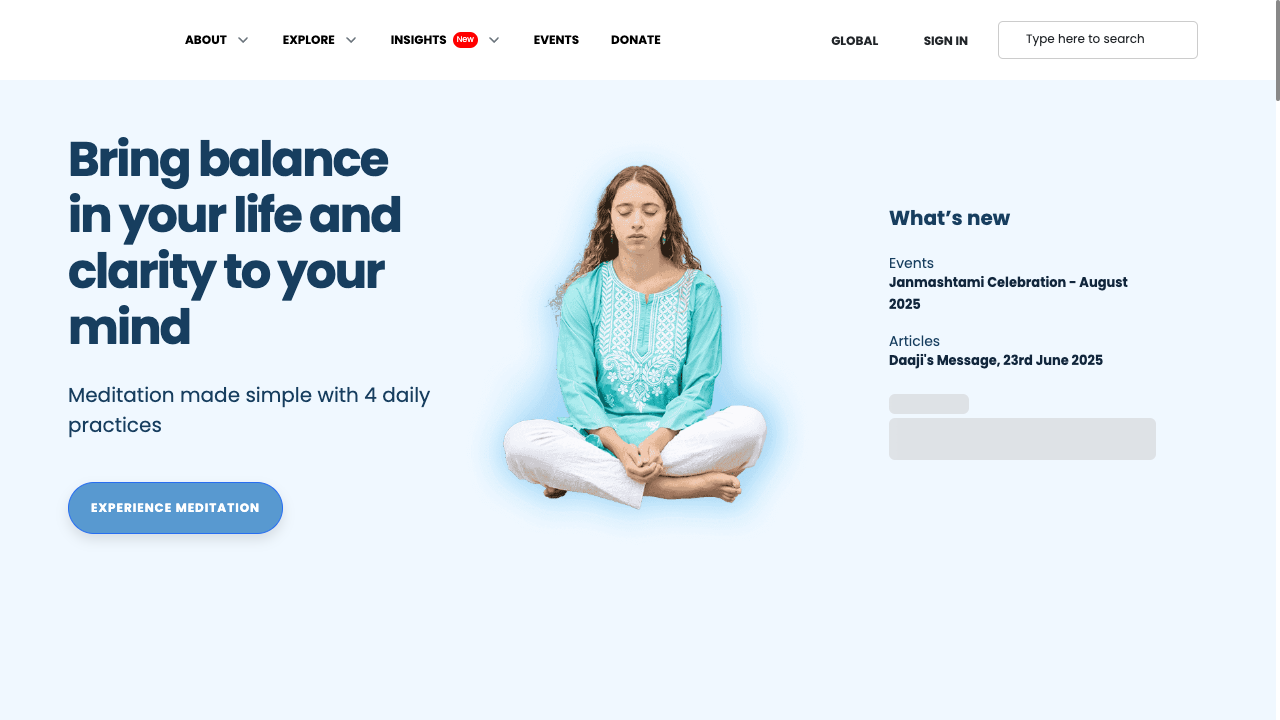 ABOUT
EXPLORE
INSIGHTS New
EVENTS
DONATE
GLOBAL
SIGN IN
Type here to search
Bring balance
in your life and
clarity to your
mind
Meditation made simple with 4 daily
practices
EXPERIENCE MEDITATION
What’s new
Events
Janmashtami Celebration - August
2025
Articles
Daaji's Message, 23rd June 2025